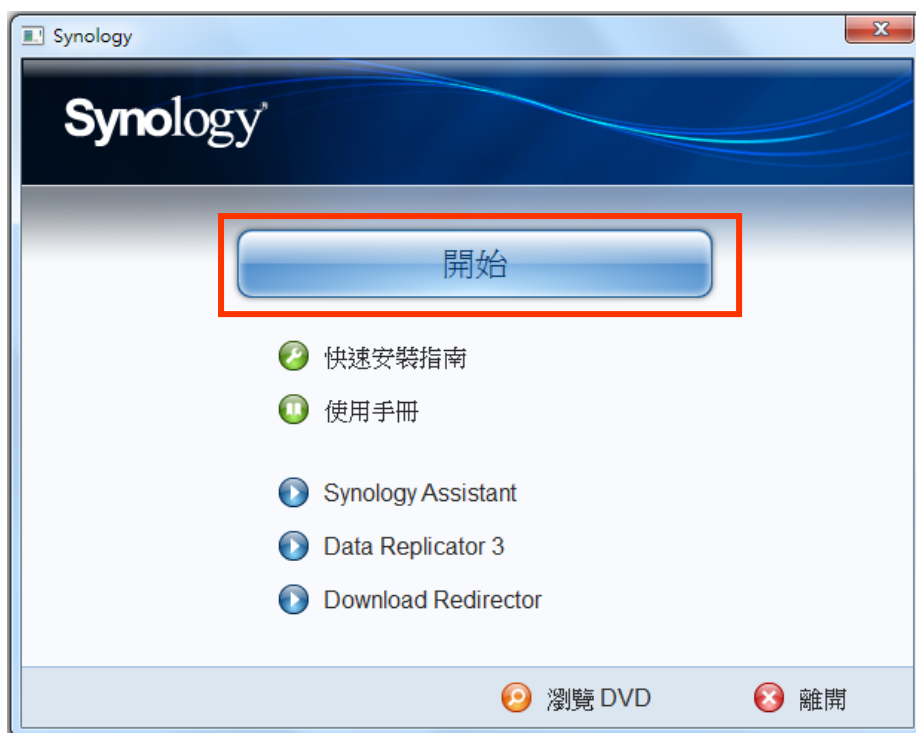 Synology
Synology
開始
快速安裝指南
使用手冊
Synology Assistant
Data Replicator 3
Download Redirector
瀏覽 DVD
離開